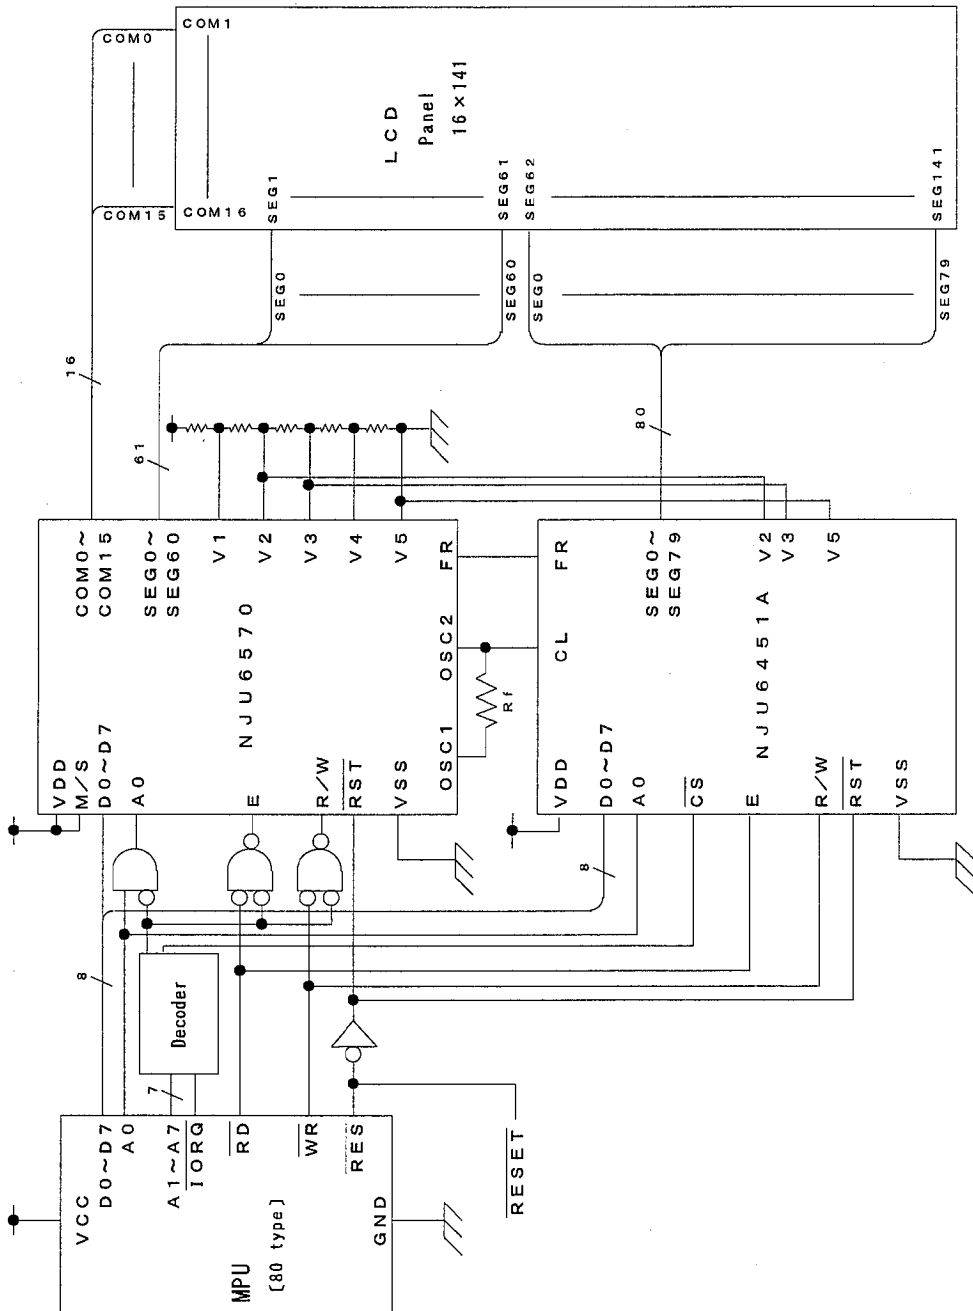 COM0
COM15
COM1
COM16
LCD
Panel
16×141
SEG1
SEG61
SEG62
SEG141
SEG0
SEG60
SEG0
SEG79
16
61
80
COM0~
COM15
SEG0~
SEG60
V1
V2
V3
V4
V5
FR
OSC2
OSC1
Rf
NJU6570
VDD
M/S
D0~D7
A0
E
R/W
RST
VSS
FR
CL
SEG0~
SEG79
V2
V3
V5
NJU6451A
VDD
D0~D7
A0
CS
E
R/W
RST
VSS
8
8
Decoder
7
VCC
D0~D7
A0
A1~A7
IORQ
RD
WR
RES
GND
MPU
[80 type]
RESET